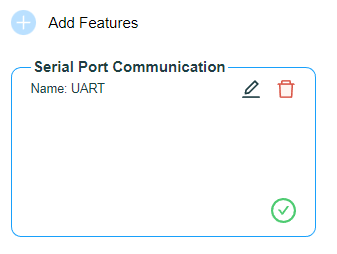 Add Features
Serial Port Communication
Name: UART